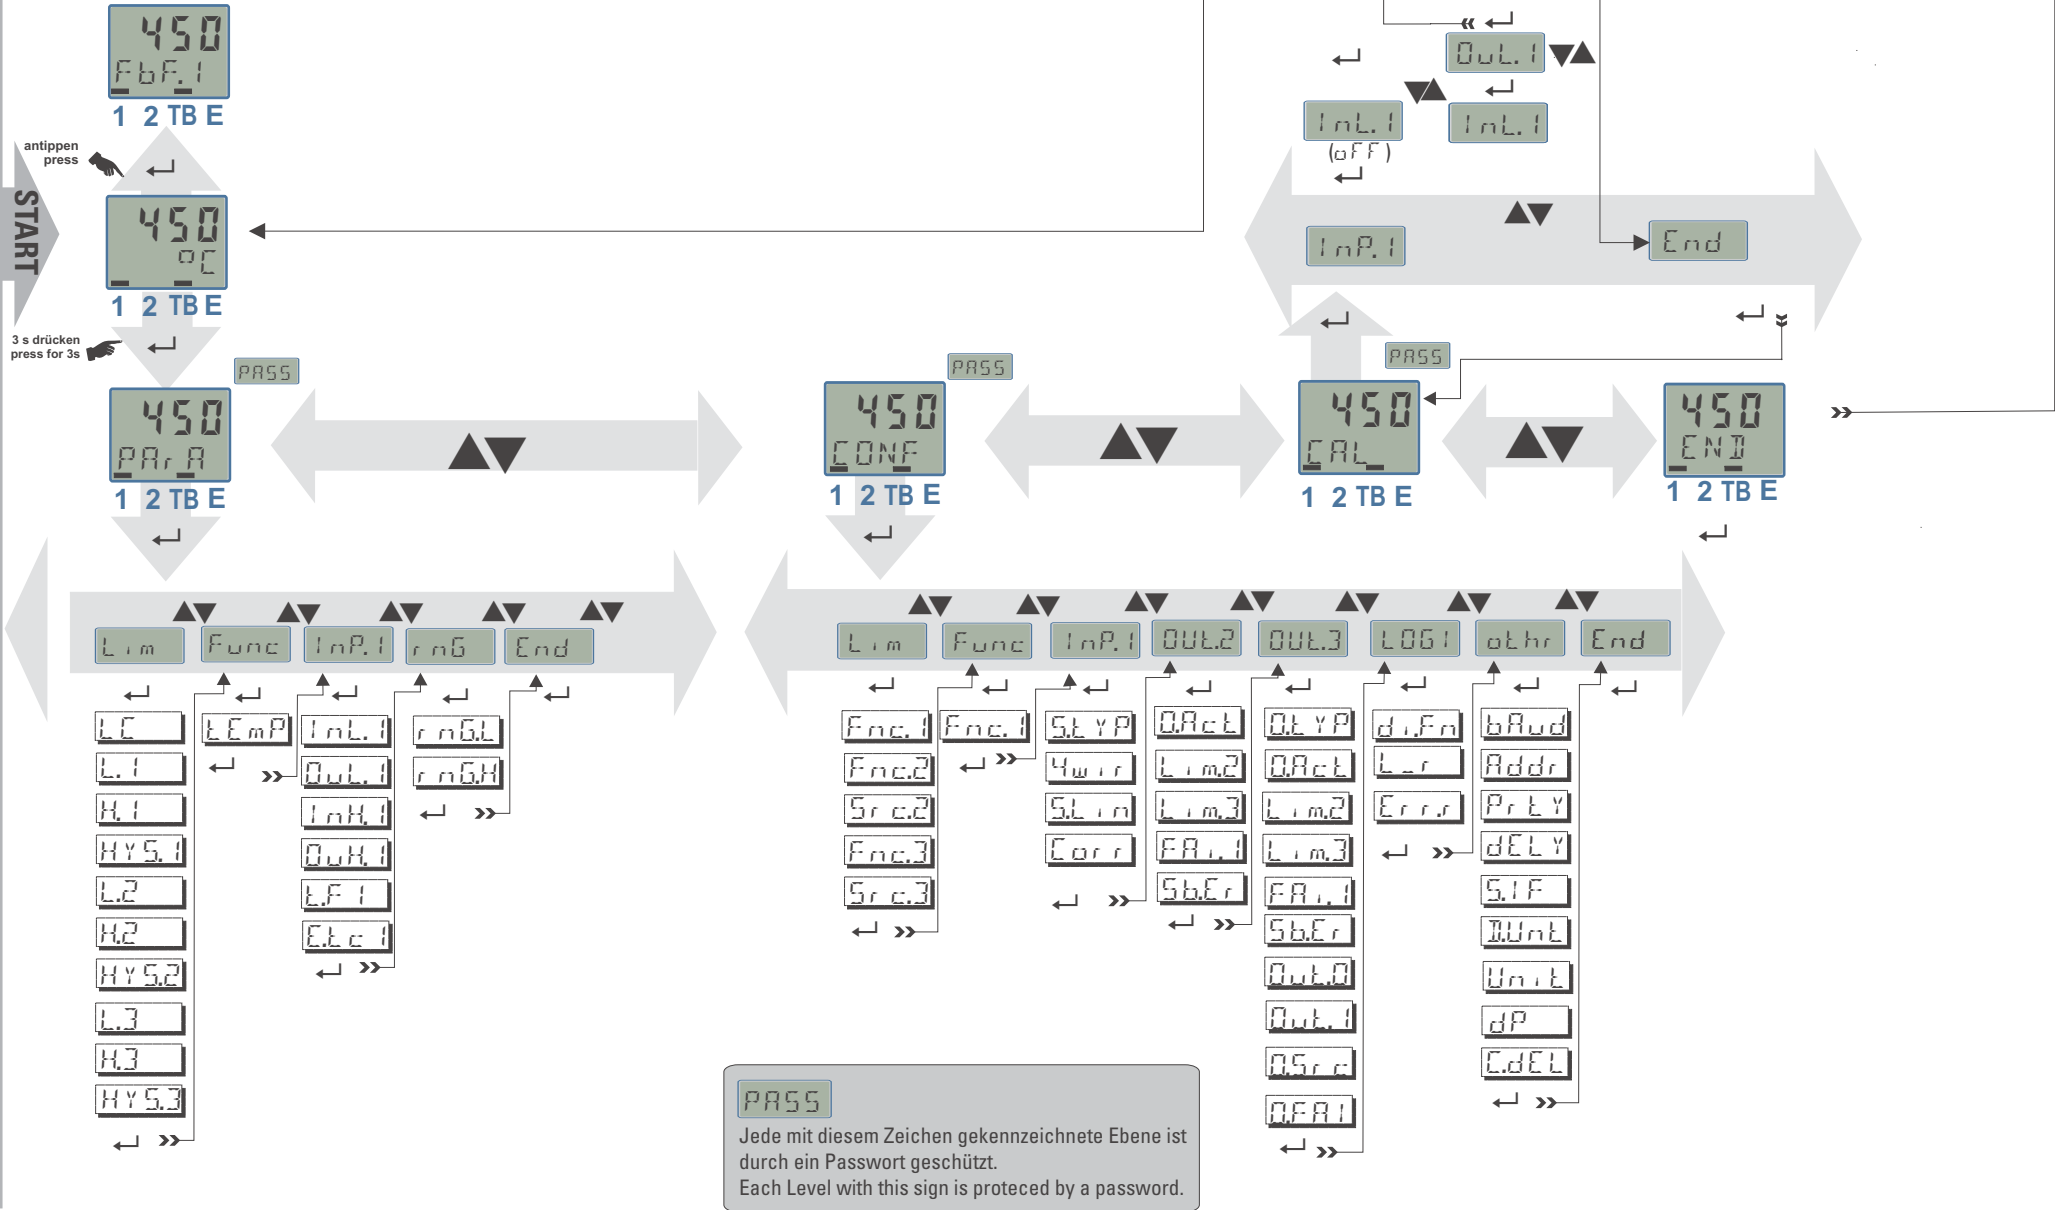 450
FbF.1
1 2 TB E
antippen
press
START
450
°C
1 2 TB E
3 s drücken
press for 3s
PASS
450
PArA
1 2 TB E
OuL.1
InL.1
InL.1
(oFF)
InP.1
End
PASS
PASS
450
CONF
1 2 TB E
450
CAL
1 2 TB E
450
END
1 2 TB E
Lim
Func
InP.1
rnG
End
LC
L.1
H.1
HYS.1
L.2
H.2
HYS.2
L.3
H.3
HYS.3
tEmP
InL.1
OuL.1
InH.1
OuH.1
t.F1
E.tc1
rnG.L
rnG.H
Lim
Func
InP.1
OUt.2
OUt.3
LOGI
othr
End
Fnc.1
Fnc.2
Src.2
Fnc.3
Src.3
Fnc.1
S.tYP
4wir
S.Lin
Corr
O.Act
Lim.2
Lim.3
FAi.1
Sb.Er
O.tYP
O.Act
Lim.2
Lim.3
FAi.1
Sb.Er
Out.0
Out.1
O.Src
O.FAI
di.Fn
L_r
Err.r
bAud
Addr
PrtY
dELY
S.IF
D.Unt
Unit
dP
C.dEL
PASS
Jede mit diesem Zeichen gekennzeichnete Ebene ist
durch ein Passwort geschützt.
Each Level with this sign is proteced by a password.